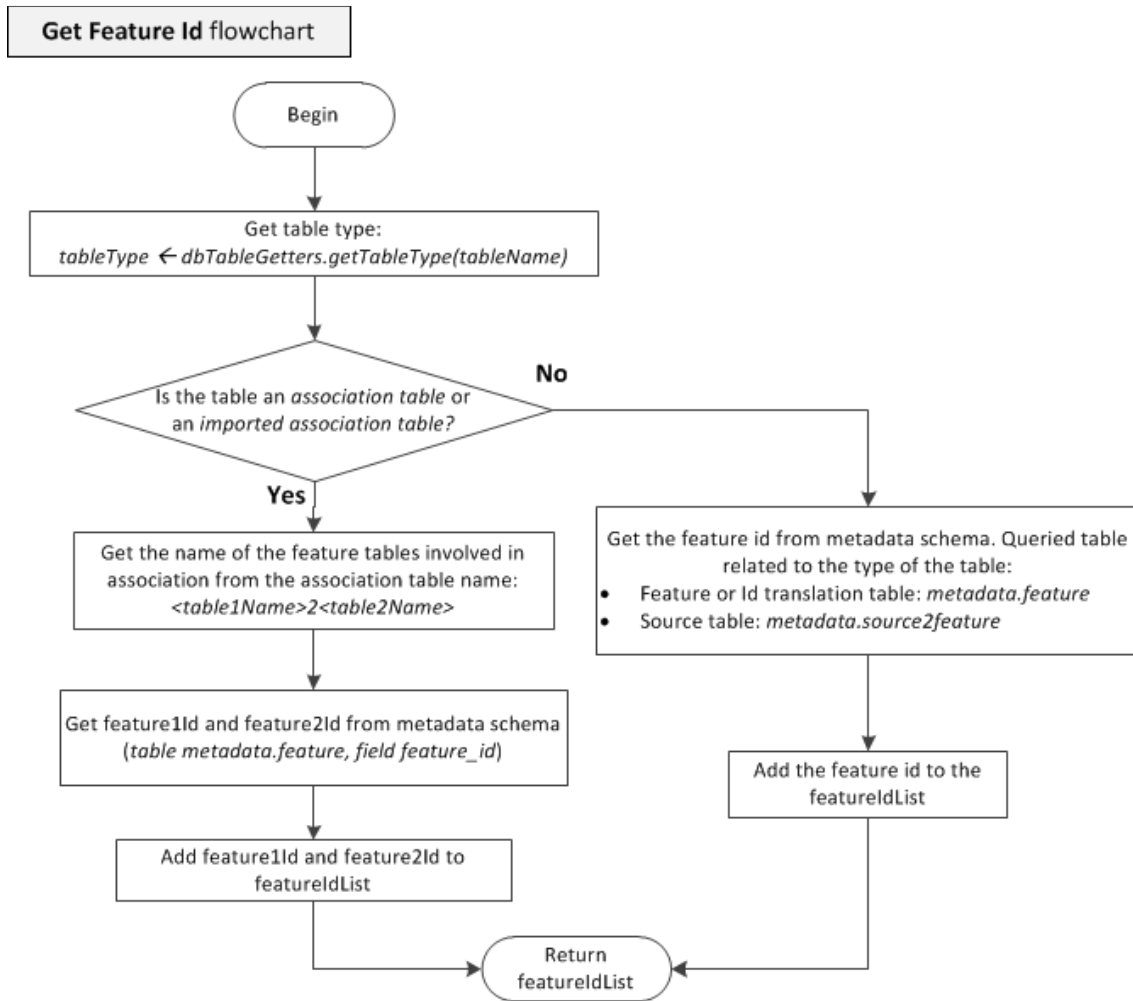 Get Feature Id flowchart
Begin
Get table type:
tableType ← dbTableGetters.getTableType(tableName)
Is the table an association table or
an imported association table?
No
Yes
Get the name of the feature tables involved in
association from the association table name:
<table1Name>2<table2Name>
Get feature1Id and feature2Id from metadata schema
(table metadata.feature, field feature_id)
Add feature1Id and feature2Id to
featureIdList
Get the feature id from metadata schema. Queried table
related to the type of the table:
• Feature or Id translation table: metadata.feature
• Source table: metadata.source2feature
Add the feature id to the
featureIdList
Return
featureIdList